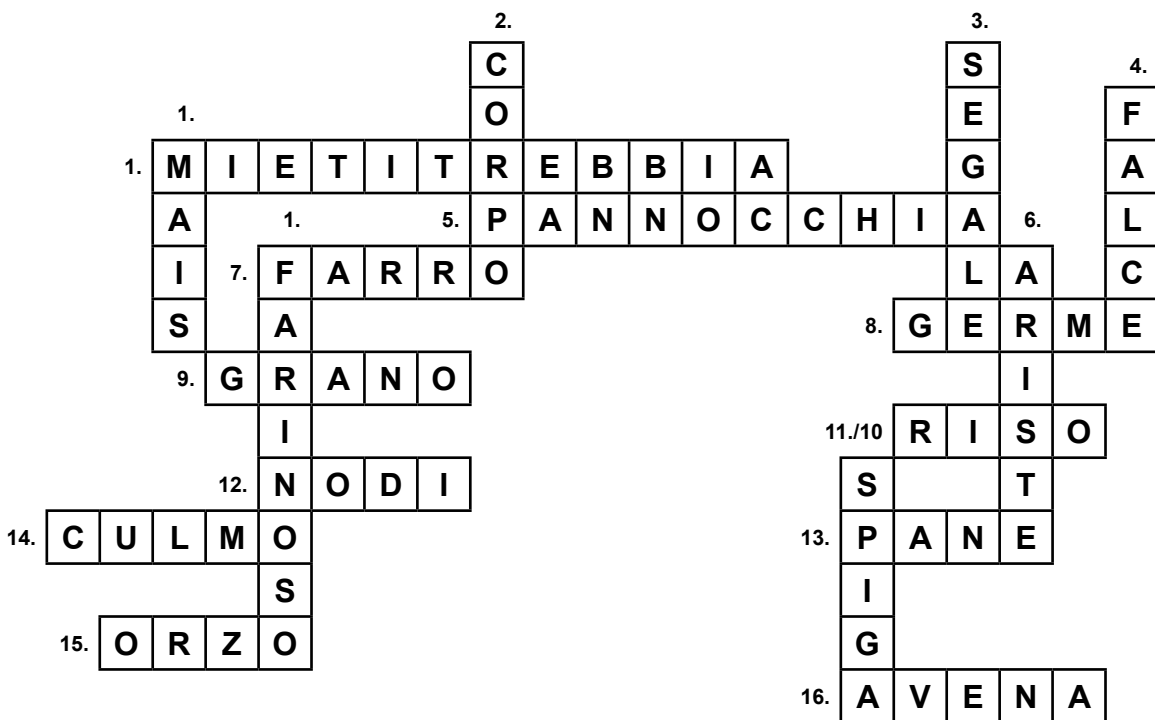 2. 3.
C S 4.
1. O E F
1. M I E T I T R E B B I A G A
A 1. 5. P A N N O C C H I A 6. L
I 7. F A R R O L A C
S A 8. G E R M E
9. G R A N O I
I 11./10 R I S O
12. N O D I S T
14. C U L M O 13. P A N E
S I
15. O R Z O G
16. A V E N A